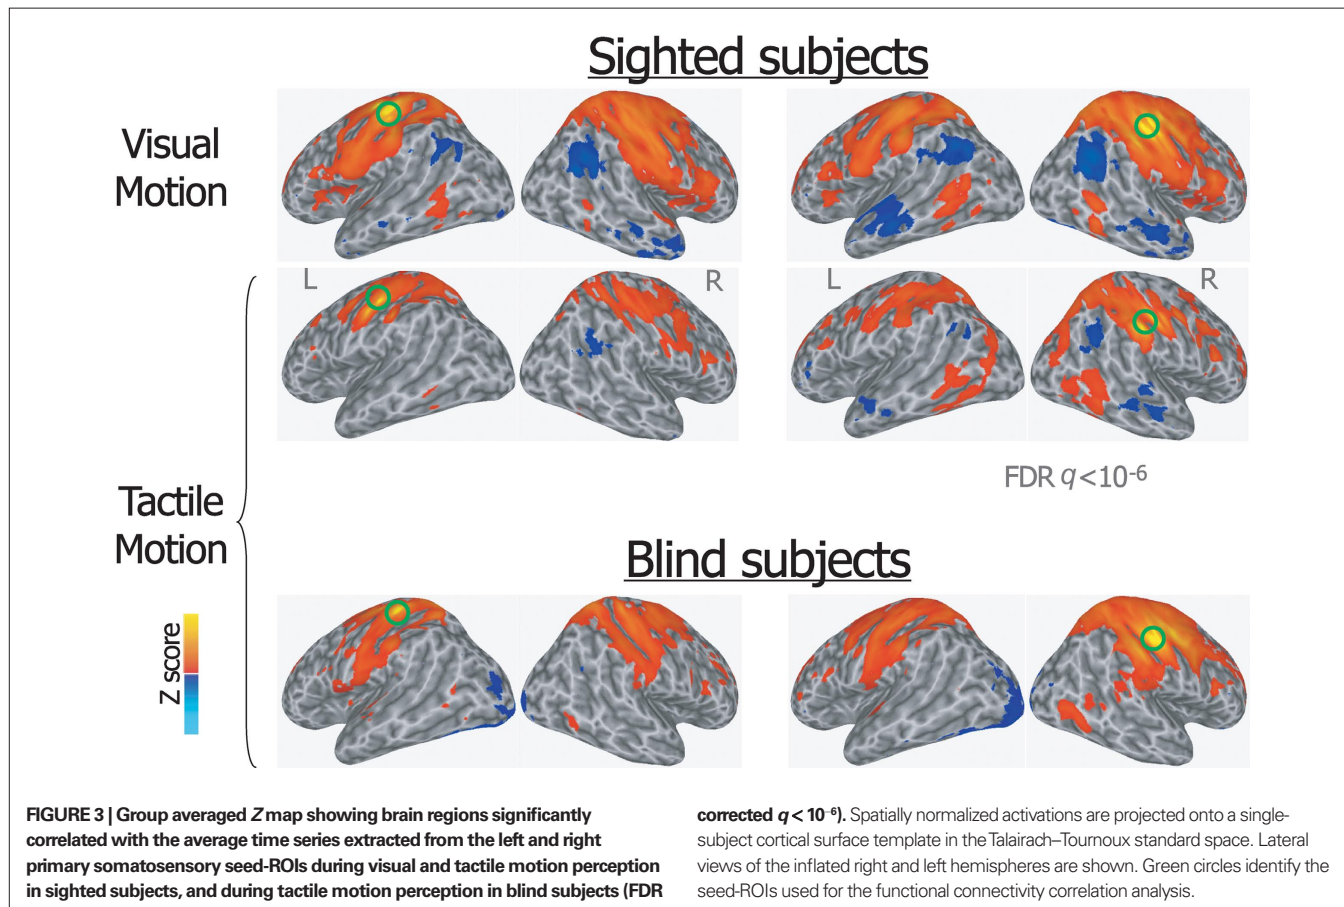 Sighted subjects
Visual
Motion
L
R
L
R
FDR q<10⁻⁶
Tactile
Motion
Blind subjects
Z score
FIGURE 3 | Group averaged Z map showing brain regions significantly
correlated with the average time series extracted from the left and right
primary somatosensory seed-ROIs during visual and tactile motion perception
in sighted subjects, and during tactile motion perception in blind subjects (FDR
corrected q < 10⁻⁶). Spatially normalized activations are projected onto a single-
subject cortical surface template in the Talairach–Tournoux standard space. Lateral
views of the inflated right and left hemispheres are shown. Green circles identify the
seed-ROIs used for the functional connectivity correlation analysis.